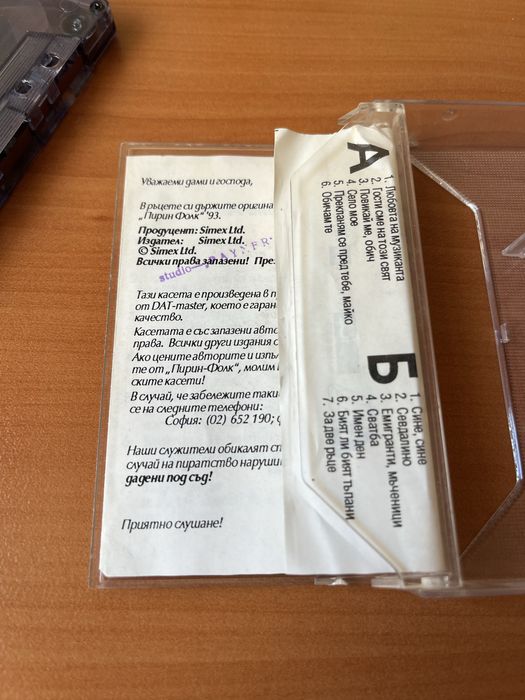 Уважаеми дами и господа,
В ръцете си държите оригина
„Пирин Фолк“ '93.
Продуцент: Simex Ltd.
Издател: Simex Ltd.
© Simex Ltd.
Всички права запазени! Пре
studio
Тази касета е произведена в
от DAT-master, което е гаран
качество.
Касетата е със запазени авто
права. Всички други издания
Ако цените авторите и изпъ
те от „Пирин-Фолк“, молим
ските касети!
В случай, че забележите таки
се на следните телефони:
София: (02) 652 190;
Наши служители обикалят сп
случай на пиратство наруши
дадени под съд!
Приятно слушане!
А
1. Любовта на музиканта
2. Гости сме на този свят
3. Повикай ме, обич
4. Село мое
5. Прекланям се пред тебе, майко
6. Обичам те
Б
1. Сине, сине
2. Севдалино
3. Емигранти, мъченици
4. Сватба
5. Имен ден
6. Бият ли бият тъпани
7. За две ръце